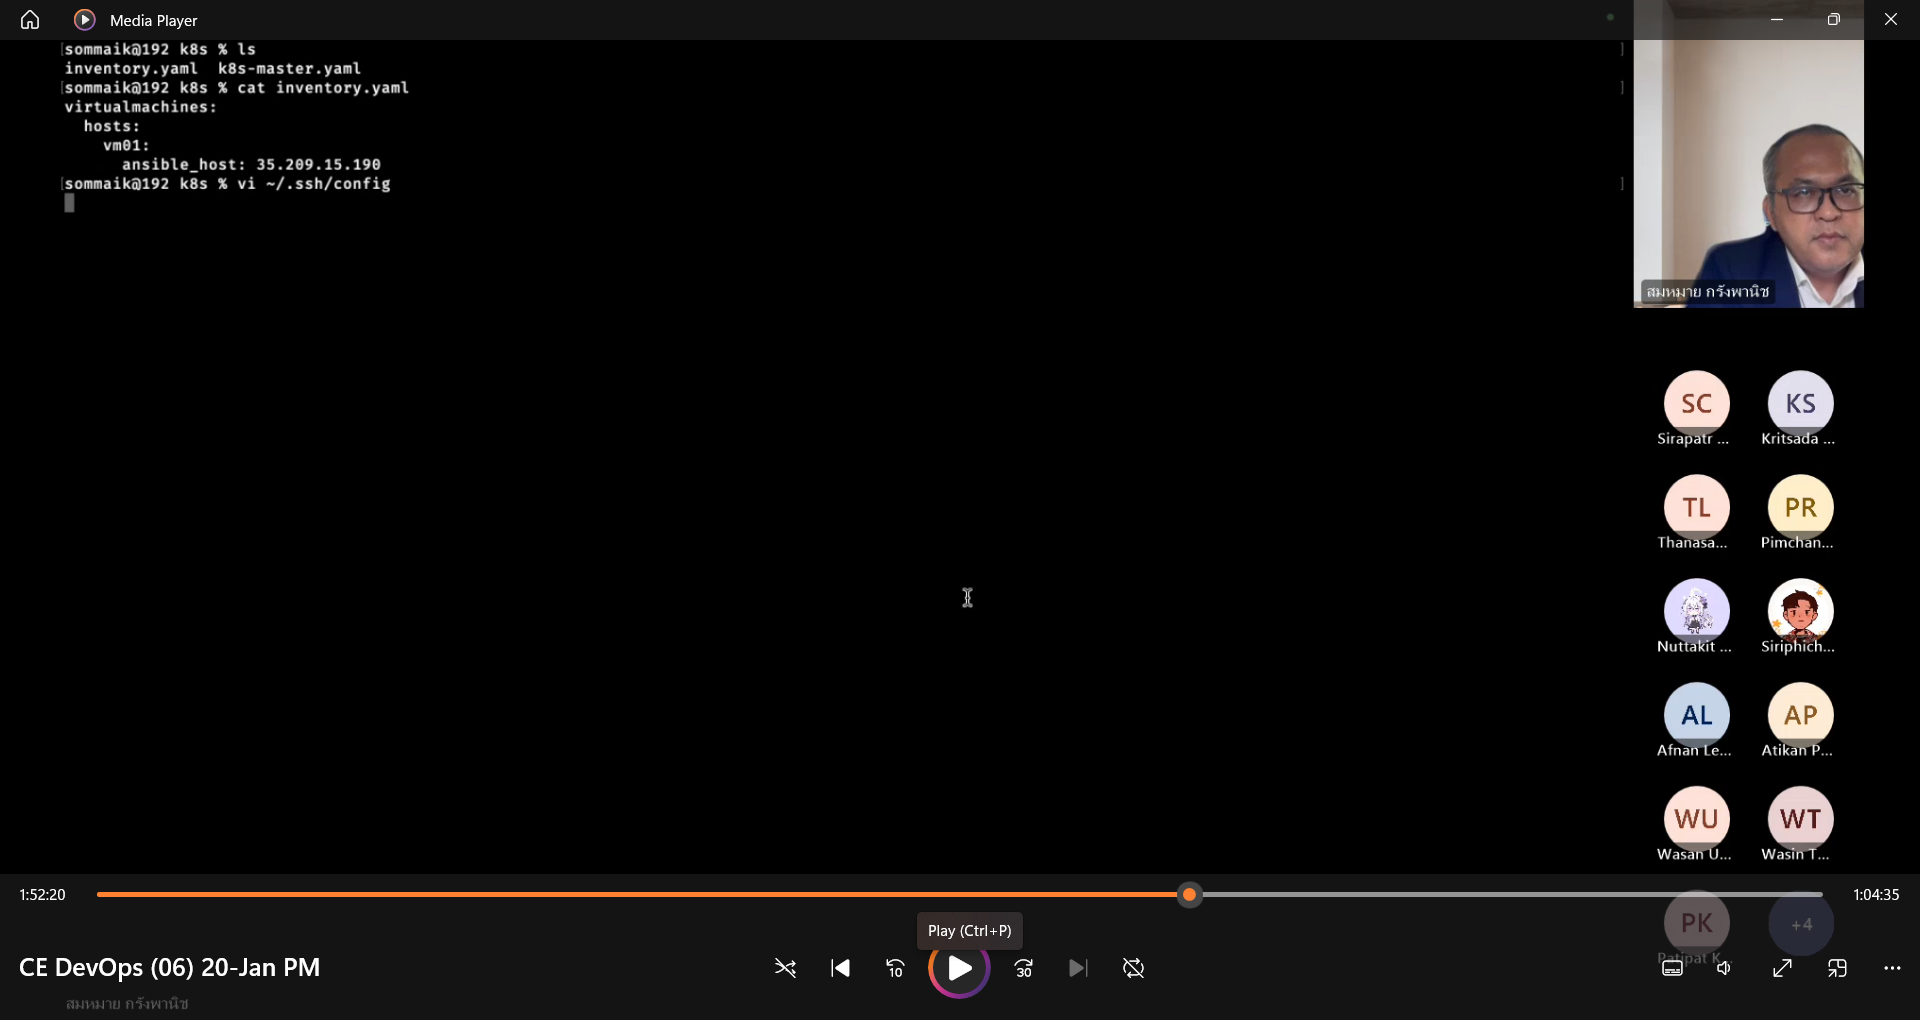 Media Player
[sommaik@192 k8s % ls ]
inventory.yaml k8s-master.yaml
[sommaik@192 k8s % cat inventory.yaml ]
virtualmachines:
hosts:
vm01:
ansible_host: 35.209.15.190
[sommaik@192 k8s % vi ~/.ssh/config ]
สมหมาย กรังพานิช
SC KS
Sirapatr ... Kritsada ...
TL PR
Thanasa... Pimchan...
Nuttakit ... Siriphich...
AL AP
Afnan Le... Atikan P...
WU WT
Wasan U... Wasin T...
1:52:20 1:04:35
PK +4
Patipat K...
Play (Ctrl+P)
CE DevOps (06) 20-Jan PM
10 30
สมหมาย กรังพานิช